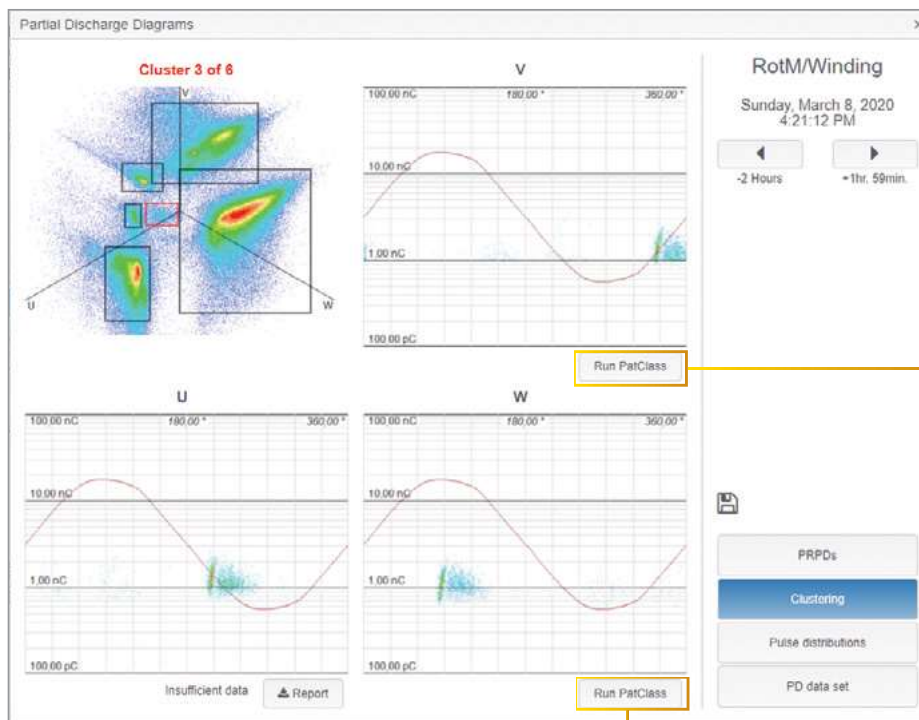 Partial Discharge Diagrams
×
Cluster 3 of 6
V
U
W
V
100,00 nC
180,00 °
360,00 °
10,00 nC
1,00 nC
100,00 pC
Run PatClass
RotM/Winding
Sunday, March 8, 2020
4:21:12 PM
-2 Hours
+1hr. 59min.
U
100,00 nC
180,00 °
360,00 °
10,00 nC
1,00 nC
100,00 pC
Insufficient data
Report
W
100,00 nC
180,00 °
360,00 °
10,00 nC
1,00 nC
100,00 pC
Run PatClass
PRPDs
Clustering
Pulse distributions
PD data set